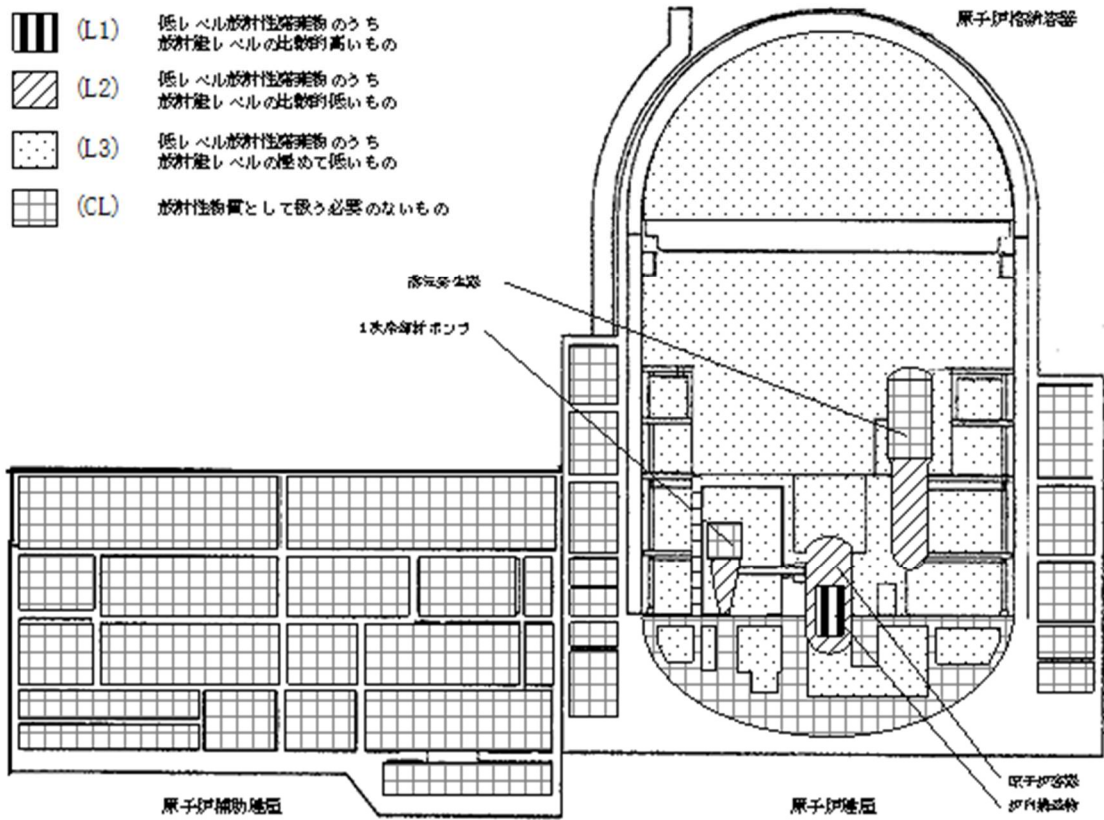 (L1) 低レベル放射性廃棄物のうち
放射能レベルの比較的高いもの
(L2) 低レベル放射性廃棄物のうち
放射能レベルの比較的低いもの
(L3) 低レベル放射性廃棄物のうち
放射能レベルの極めて低いもの
(CL) 放射性物質として扱う必要のないもの
原子炉格納容器
蒸気発生器
1次冷却材ポンプ
原子炉容器
炉内構造物
原子炉補助建屋
原子炉建屋